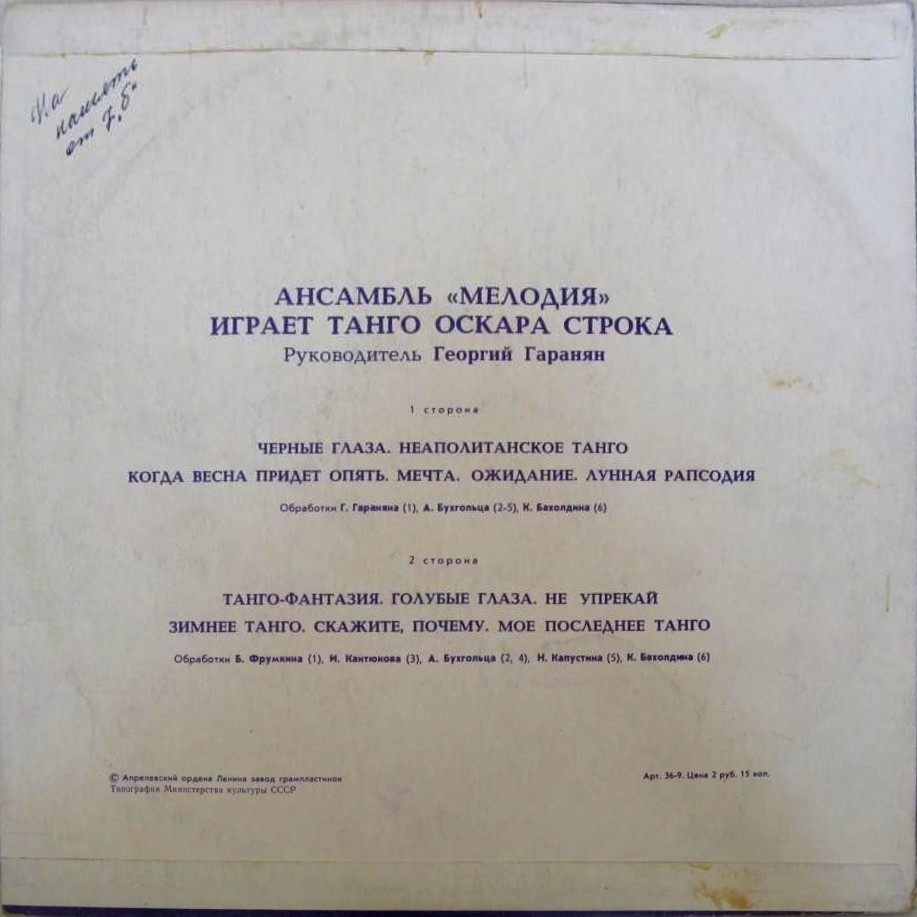 На
память
от 7 „б“
АНСАМБЛЬ «МЕЛОДИЯ»
ИГРАЕТ ТАНГО ОСКАРА СТРОКА
Руководитель Георгий Гаранян
1 сторона
ЧЕРНЫЕ ГЛАЗА. НЕАПОЛИТАНСКОЕ ТАНГО
КОГДА ВЕСНА ПРИДЕТ ОПЯТЬ. МЕЧТА. ОЖИДАНИЕ. ЛУННАЯ РАПСОДИЯ
Обработки Г. Гараняна (1), А. Бухгольца (2-5), К. Бахолдина (6)
2 сторона
ТАНГО-ФАНТАЗИЯ. ГОЛУБЫЕ ГЛАЗА. НЕ УПРЕКАЙ
ЗИМНЕЕ ТАНГО. СКАЖИТЕ, ПОЧЕМУ. МОЕ ПОСЛЕДНЕЕ ТАНГО
Обработки Б. Фрумкина (1), И. Кантюкова (3), А. Бухгольца (2, 4), Н. Капустина (5), К. Бахолдина (6)
© Апрелевский ордена Ленина завод грампластинок
Типография Министерства культуры СССР
Арт. 36-9. Цена 2 руб. 15 коп.